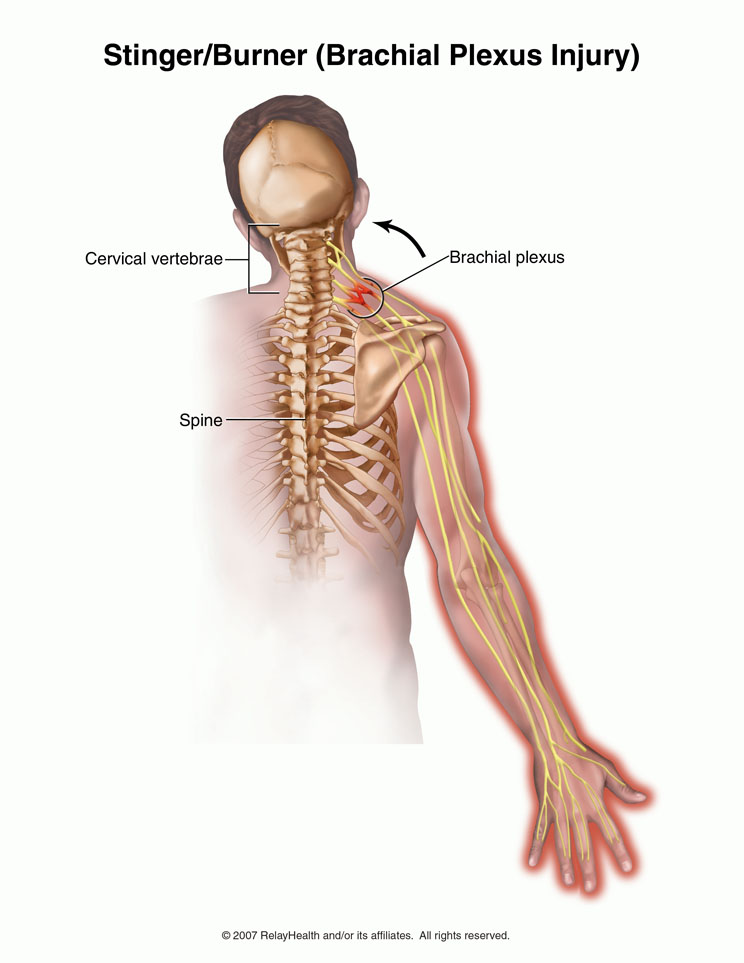 Stinger/Burner (Brachial Plexus Injury)
Cervical vertebrae
Brachial plexus
Spine
© 2007 RelayHealth and/or its affiliates.  All rights reserved.